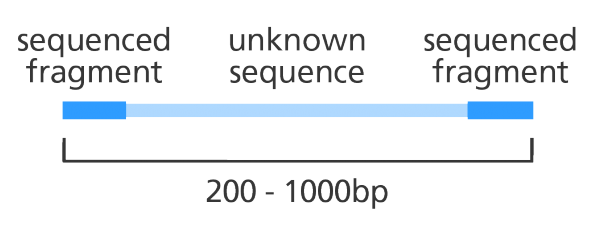 sequenced
fragment
unknown
sequence
sequenced
fragment
200 - 1000bp